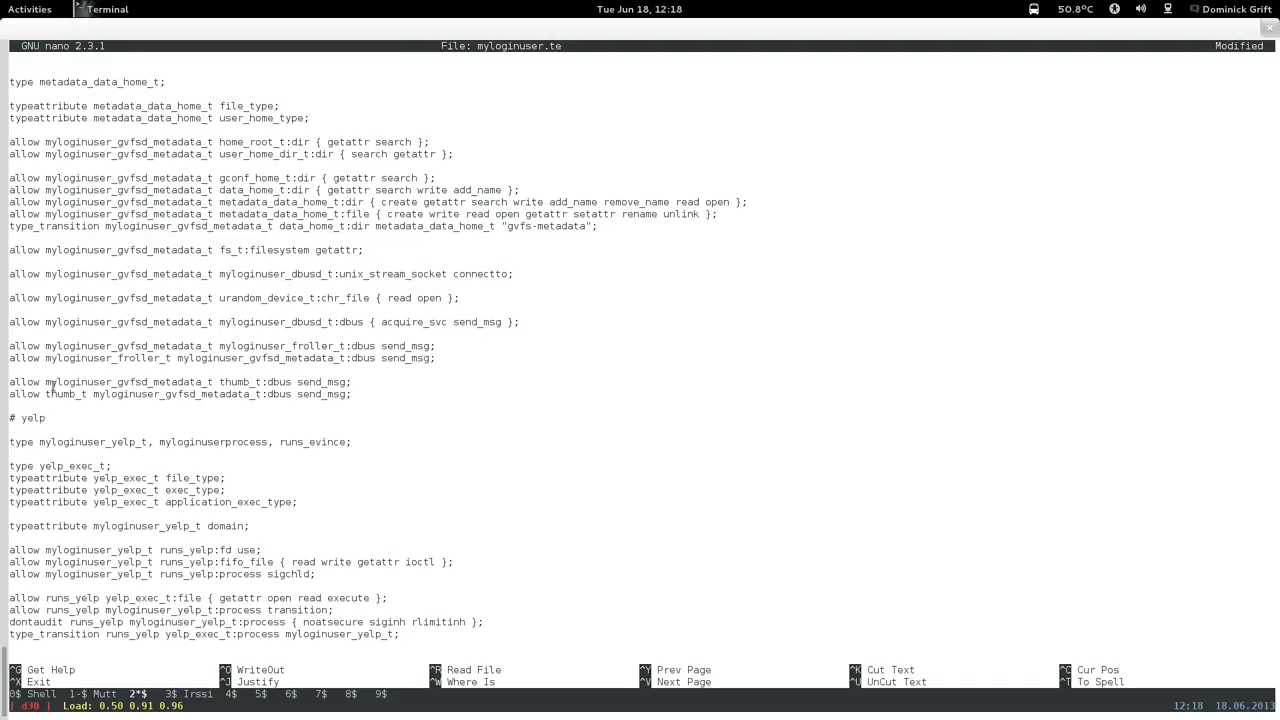 Activities Terminal Tue Jun 18, 12:18 50.8°C Dominick Grift
GNU nano 2.3.1 File: myloginuser.te Modified
type metadata_data_home_t;
typeattribute metadata_data_home_t file_type;
typeattribute metadata_data_home_t user_home_type;
allow myloginuser_gvfsd_metadata_t home_root_t:dir { getattr search };
allow myloginuser_gvfsd_metadata_t user_home_dir_t:dir { search getattr };
allow myloginuser_gvfsd_metadata_t gconf_home_t:dir { getattr search };
allow myloginuser_gvfsd_metadata_t data_home_t:dir { getattr search write add_name };
allow myloginuser_gvfsd_metadata_t metadata_data_home_t:dir { create getattr search write add_name remove_name read open };
allow myloginuser_gvfsd_metadata_t metadata_data_home_t:file { create write read open getattr setattr rename unlink };
type_transition myloginuser_gvfsd_metadata_t data_home_t:dir metadata_data_home_t "gvfs-metadata";
allow myloginuser_gvfsd_metadata_t fs_t:filesystem getattr;
allow myloginuser_gvfsd_metadata_t myloginuser_dbusd_t:unix_stream_socket connectto;
allow myloginuser_gvfsd_metadata_t urandom_device_t:chr_file { read open };
allow myloginuser_gvfsd_metadata_t myloginuser_dbusd_t:dbus { acquire_svc send_msg };
allow myloginuser_gvfsd_metadata_t myloginuser_froller_t:dbus send_msg;
allow myloginuser_froller_t myloginuser_gvfsd_metadata_t:dbus send_msg;
allow myloginuser_gvfsd_metadata_t thumb_t:dbus send_msg;
allow thumb_t myloginuser_gvfsd_metadata_t:dbus send_msg;
# yelp
type myloginuser_yelp_t, myloginuserprocess, runs_evince;
type yelp_exec_t;
typeattribute yelp_exec_t file_type;
typeattribute yelp_exec_t exec_type;
typeattribute yelp_exec_t application_exec_type;
typeattribute myloginuser_yelp_t domain;
allow myloginuser_yelp_t runs_yelp:fd use;
allow myloginuser_yelp_t runs_yelp:fifo_file { read write getattr ioctl };
allow myloginuser_yelp_t runs_yelp:process sigchld;
allow runs_yelp yelp_exec_t:file { getattr open read execute };
allow runs_yelp myloginuser_yelp_t:process transition;
dontaudit runs_yelp myloginuser_yelp_t:process { noatsecure siginh rlimitinh };
type_transition runs_yelp yelp_exec_t:process myloginuser_yelp_t;
^G Get Help ^O WriteOut ^R Read File ^Y Prev Page ^K Cut Text ^C Cur Pos
^X Exit ^J Justify ^W Where Is ^V Next Page ^U UnCut Text ^T To Spell
0$ Shell 1-$ Mutt 2*$ 3$ Irssi 4$ 5$ 6$ 7$ 8$ 9$
[ d30 ] Load: 0.50 0.91 0.96 12:18 18.06.2013